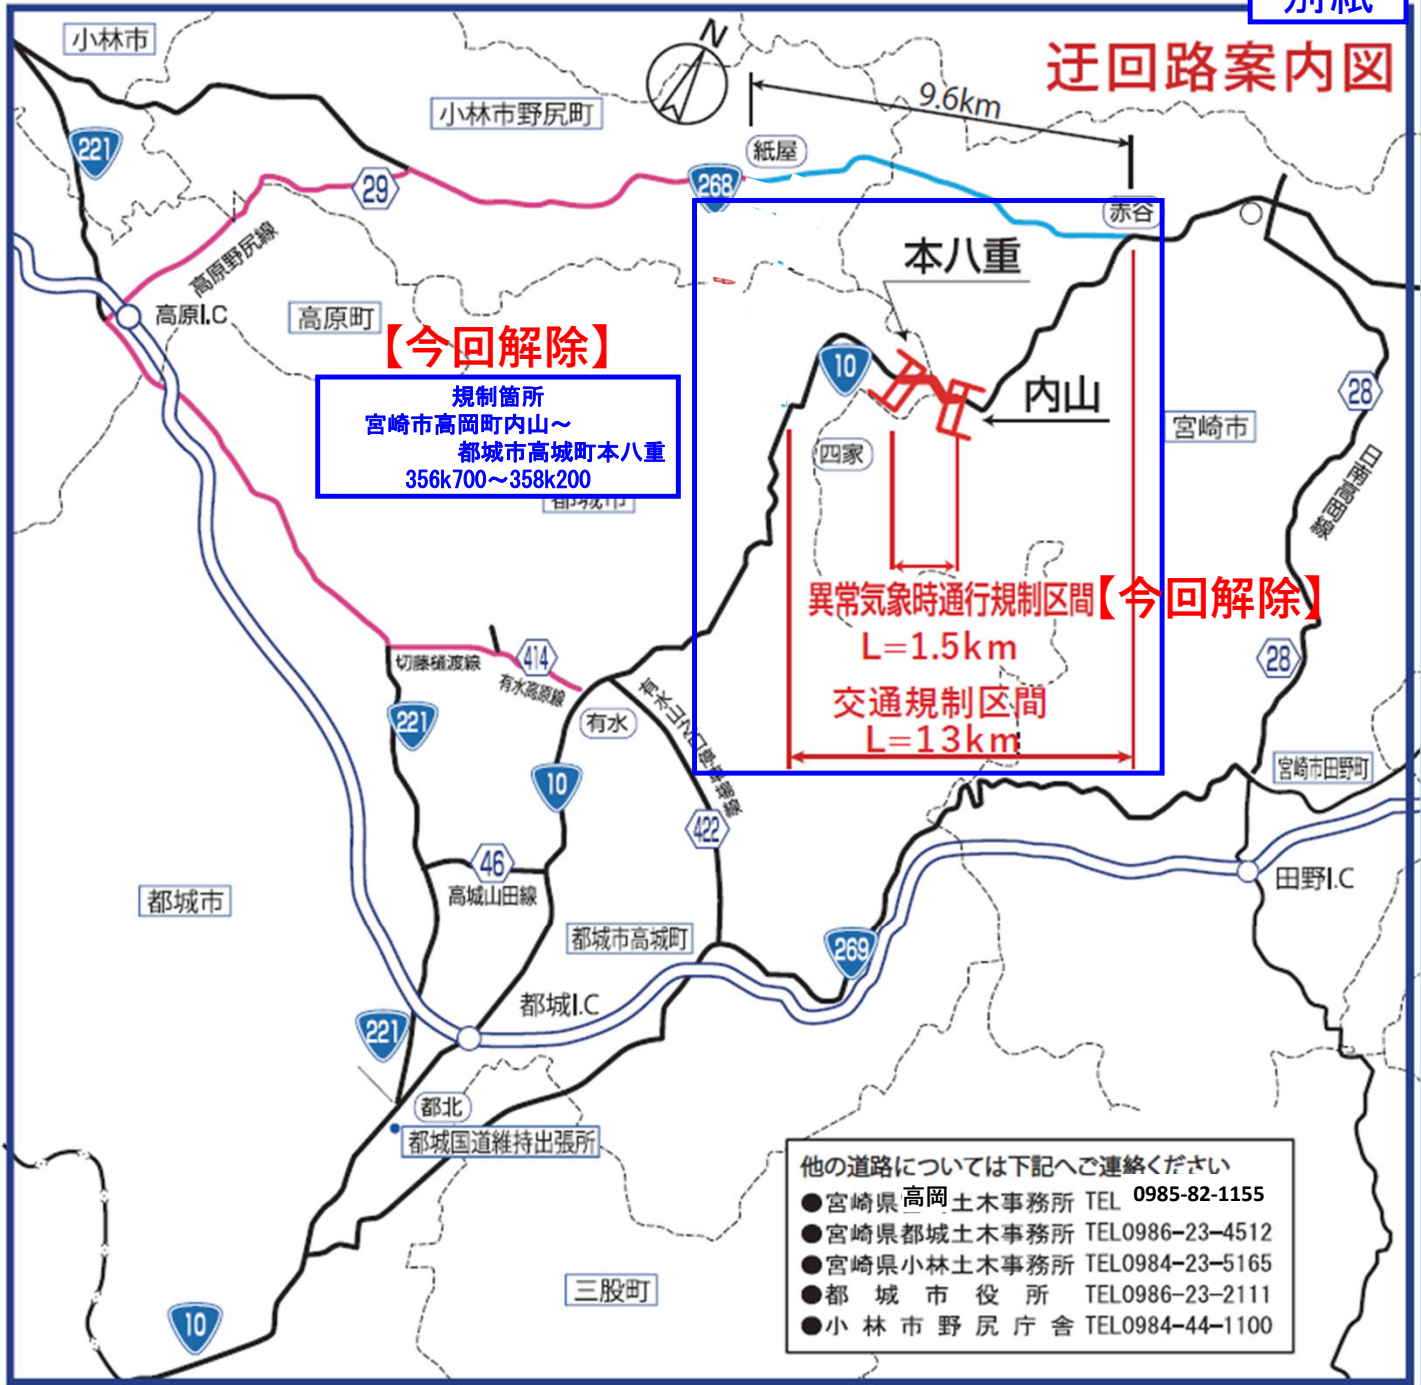 別紙
迂回路案内図
小林市
N
9.6km
小林市野尻町
221
紙屋
29
268
赤谷
本八重
高原野尻線
高原I.C
高原町
【今回解除】
規制箇所
宮崎市高岡町内山～
都城市高城町本八重
356k700～358k200
都城市
10
内山
28
宮崎市
四家
日南高岡線
異常気象時通行規制区間【今回解除】
L=1.5km
交通規制区間
L=13km
切藤樋渡線
414
有水高原線
28
221
有水
10
宮崎市田野町
422
46
高城山田線
田野I.C
都城市
都城市高城町
269
都城I.C
221
都北
都城国道維持出張所
他の道路については下記へご連絡ください
●宮崎県高岡土木事務所 TEL 0985-82-1155
●宮崎県都城土木事務所 TEL0986-23-4512
●宮崎県小林土木事務所 TEL0984-23-5165
●都城市役所 TEL0986-23-2111
●小林市野尻庁舎 TEL0984-44-1100
三股町
10